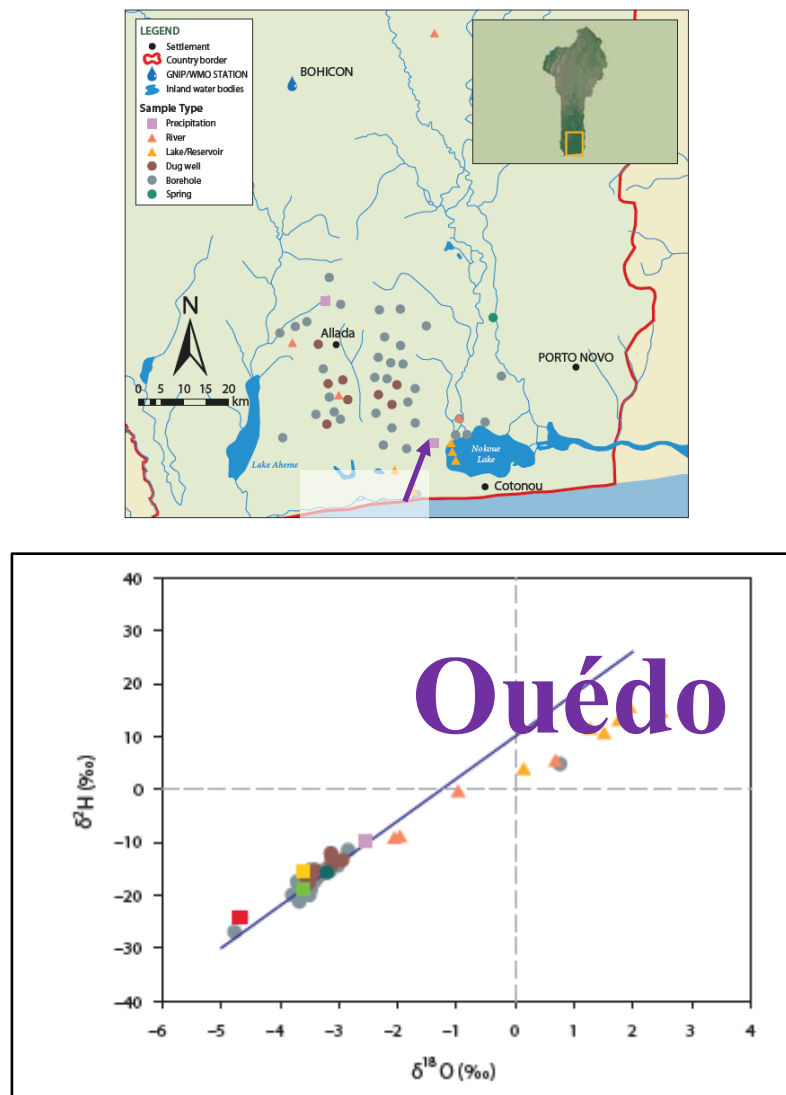 LEGEND
Settlement
Country border
GNIP/WMO STATION
Inland water bodies
Sample Type
Precipitation
River
Lake/Reservoir
Dug well
Borehole
Spring
BOHICON
N
0 5 10 15 20
km
Allada
PORTO NOVO
Lake Aheme
Nokoue
Lake
Cotonou
Ouédo
40
30
20
10
0
−10
−20
−30
−40
δ²H (‰)
−6 −5 −4 −3 −2 −1 0 1 2 3 4
δ¹⁸O (‰)